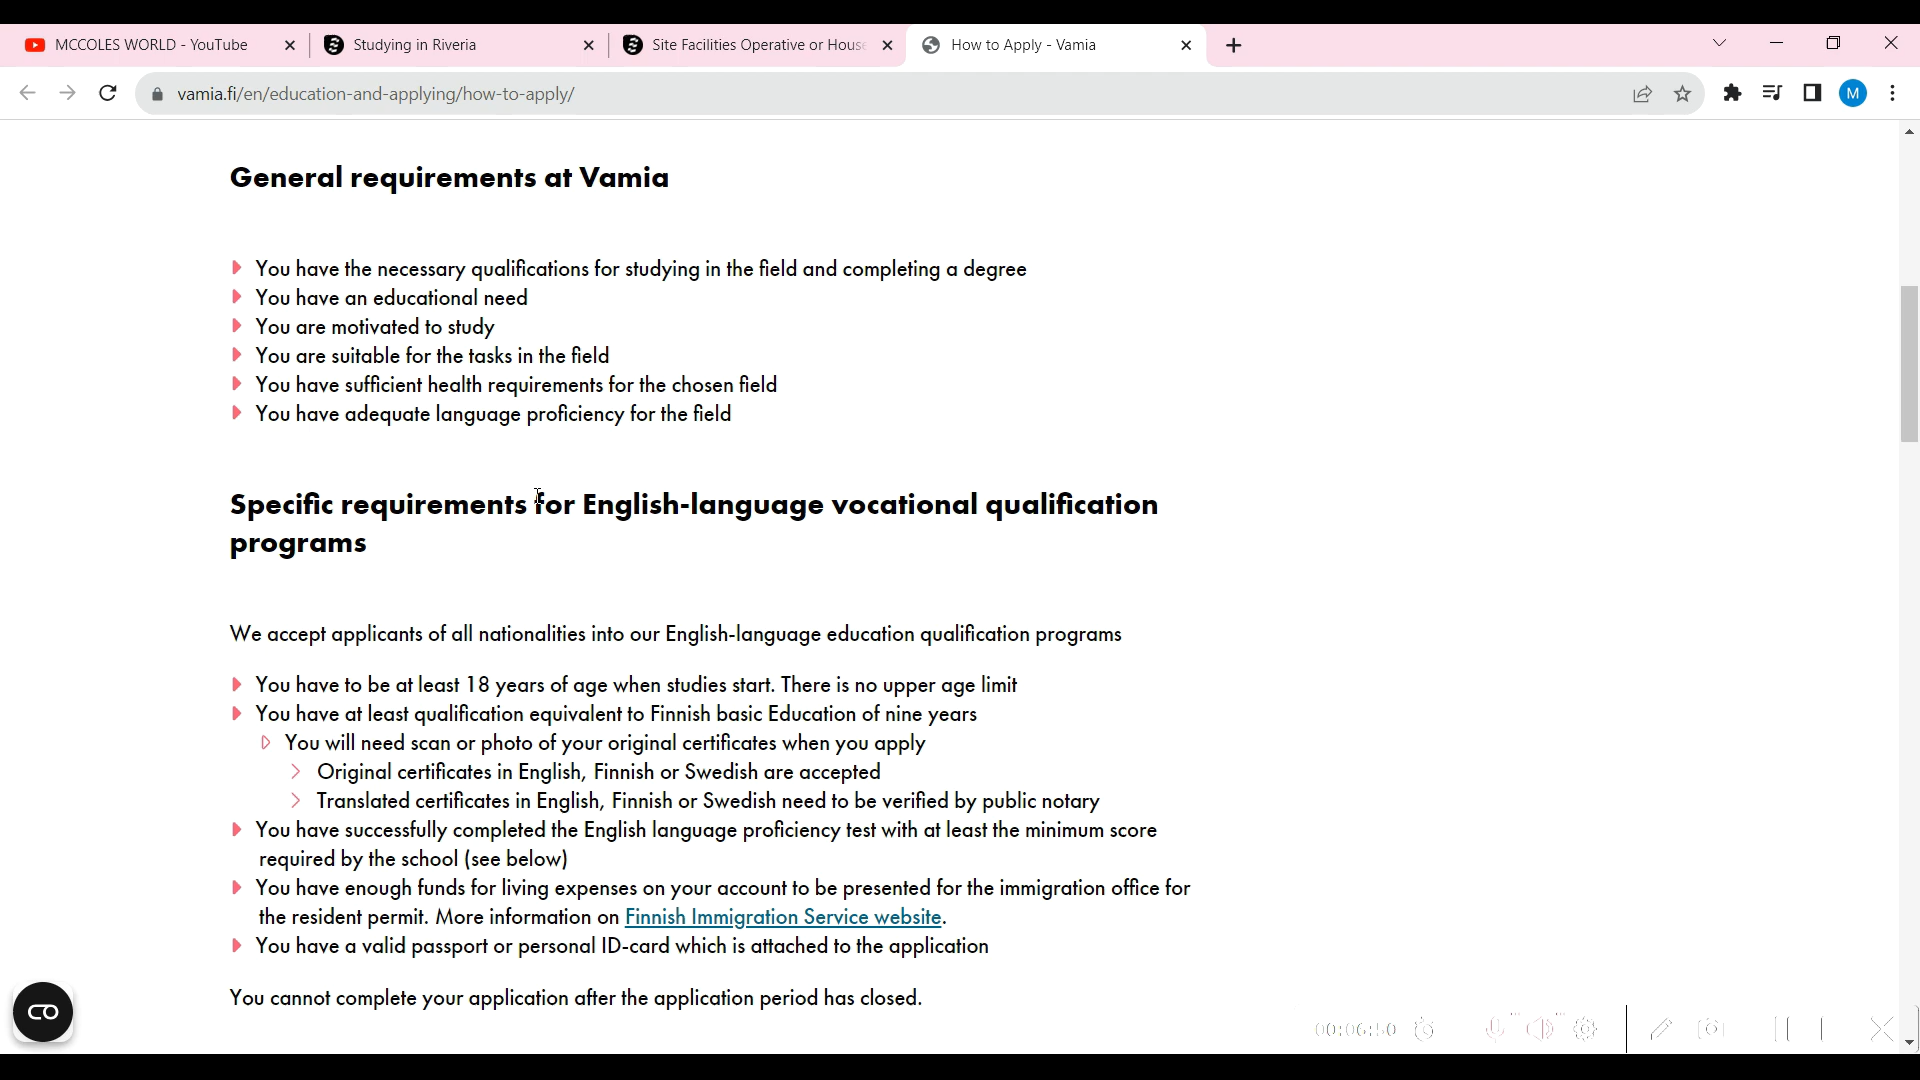 MCCOLES WORLD - YouTube
Studying in Riveria
Site Facilities Operative or House
How to Apply - Vamia
vamia.fi/en/education-and-applying/how-to-apply/
M
General requirements at Vamia
You have the necessary qualifications for studying in the field and completing a degree
You have an educational need
You are motivated to study
You are suitable for the tasks in the field
You have sufficient health requirements for the chosen field
You have adequate language proficiency for the field
Specific requirements for English-language vocational qualification
programs
We accept applicants of all nationalities into our English-language education qualification programs
You have to be at least 18 years of age when studies start. There is no upper age limit
You have at least qualification equivalent to Finnish basic Education of nine years
You will need scan or photo of your original certificates when you apply
Original certificates in English, Finnish or Swedish are accepted
Translated certificates in English, Finnish or Swedish need to be verified by public notary
You have successfully completed the English language proficiency test with at least the minimum score
required by the school (see below)
You have enough funds for living expenses on your account to be presented for the immigration office for
the resident permit. More information on Finnish Immigration Service website.
You have a valid passport or personal ID-card which is attached to the application
You cannot complete your application after the application period has closed.
00:06:50